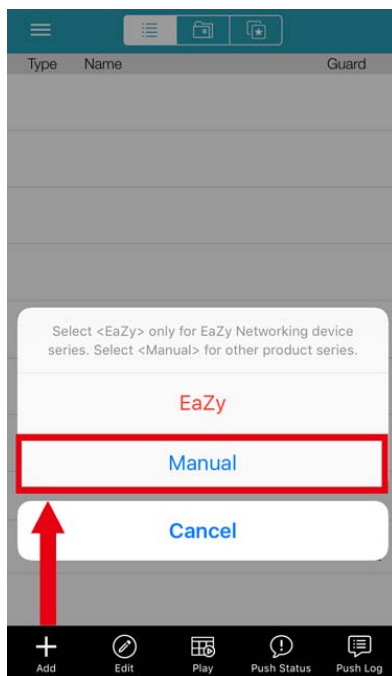 Type Name Guard
Select <EaZy> only for EaZy Networking device
series. Select <Manual> for other product series.
EaZy
Manual
Cancel
Add Edit Play Push Status Push Log